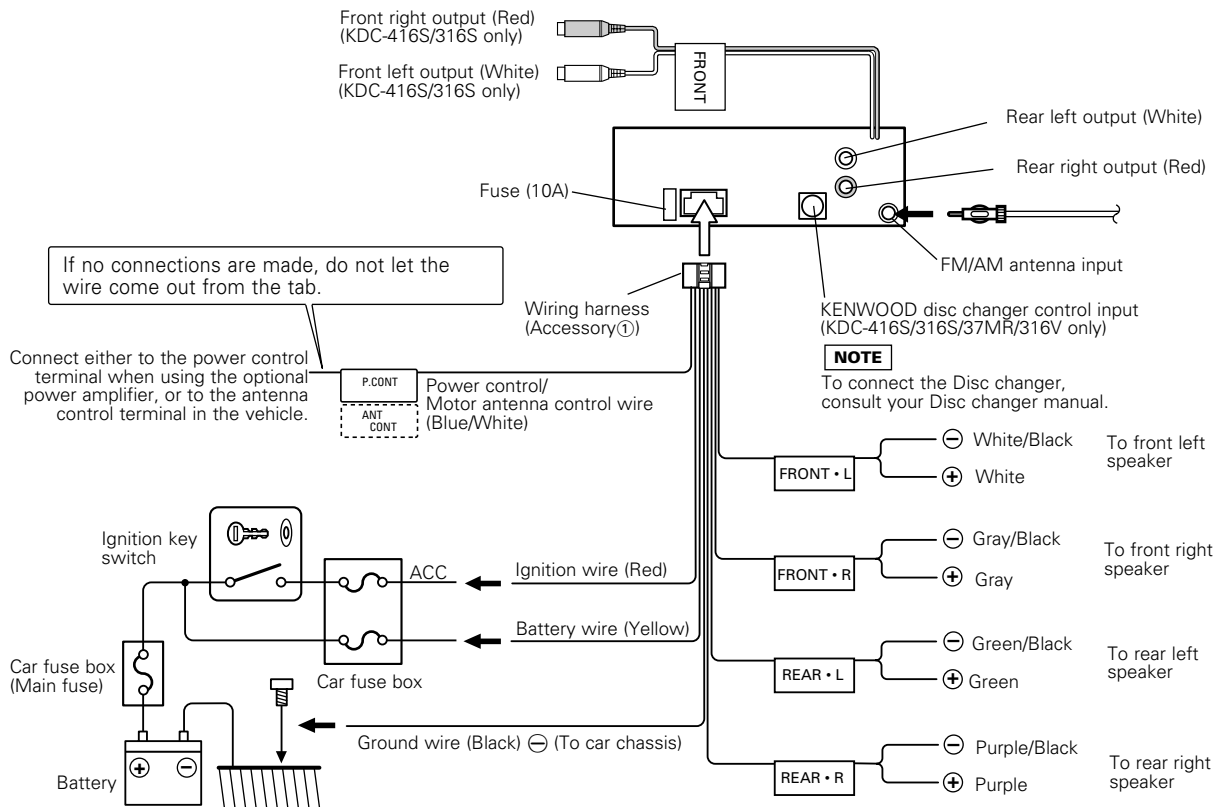 Front right output (Red)
(KDC-416S/316S only)
Front left output (White)
(KDC-416S/316S only)
FRONT
Rear left output (White)
Rear right output (Red)
Fuse (10A)
FM/AM antenna input
If no connections are made, do not let the
wire come out from the tab.
Wiring harness
(Accessory①)
KENWOOD disc changer control input
(KDC-416S/316S/37MR/316V only)
NOTE
To connect the Disc changer,
consult your Disc changer manual.
Connect either to the power control
terminal when using the optional
power amplifier, or to the antenna
control terminal in the vehicle.
P.CONT
ANT
CONT
Power control/
Motor antenna control wire
(Blue/White)
FRONT • L
⊖ White/Black
⊕ White
To front left
speaker
FRONT • R
⊖ Gray/Black
⊕ Gray
To front right
speaker
Ignition key
switch
ACC
Ignition wire (Red)
Battery wire (Yellow)
Car fuse box
(Main fuse)
Car fuse box
REAR • L
⊖ Green/Black
⊕ Green
To rear left
speaker
Ground wire (Black) ⊖ (To car chassis)
Battery
⊕ ⊖
REAR • R
⊖ Purple/Black
⊕ Purple
To rear right
speaker